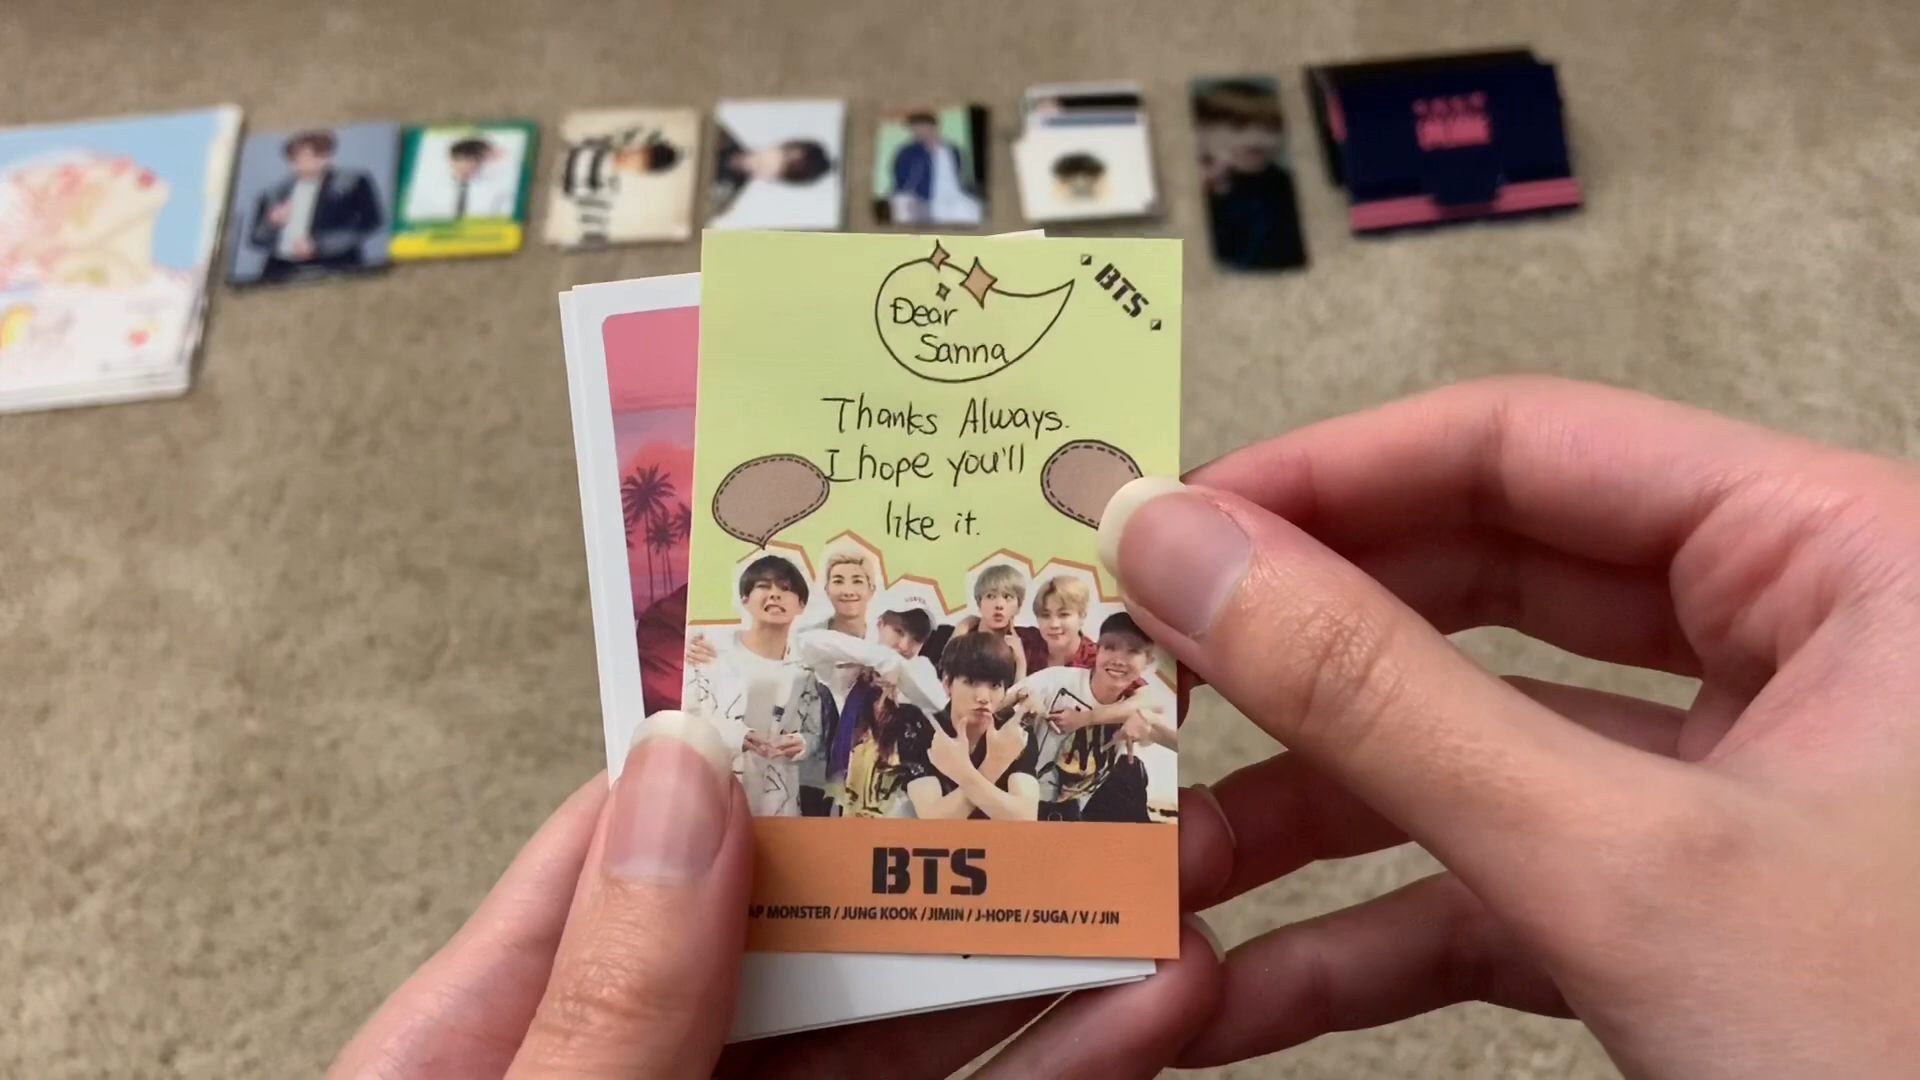 BTS
Dear
Sanna
Thanks Always.
I hope you'll
like it.
BTS
AP MONSTER / JUNG KOOK / JIMIN / J-HOPE / SUGA / V / JIN